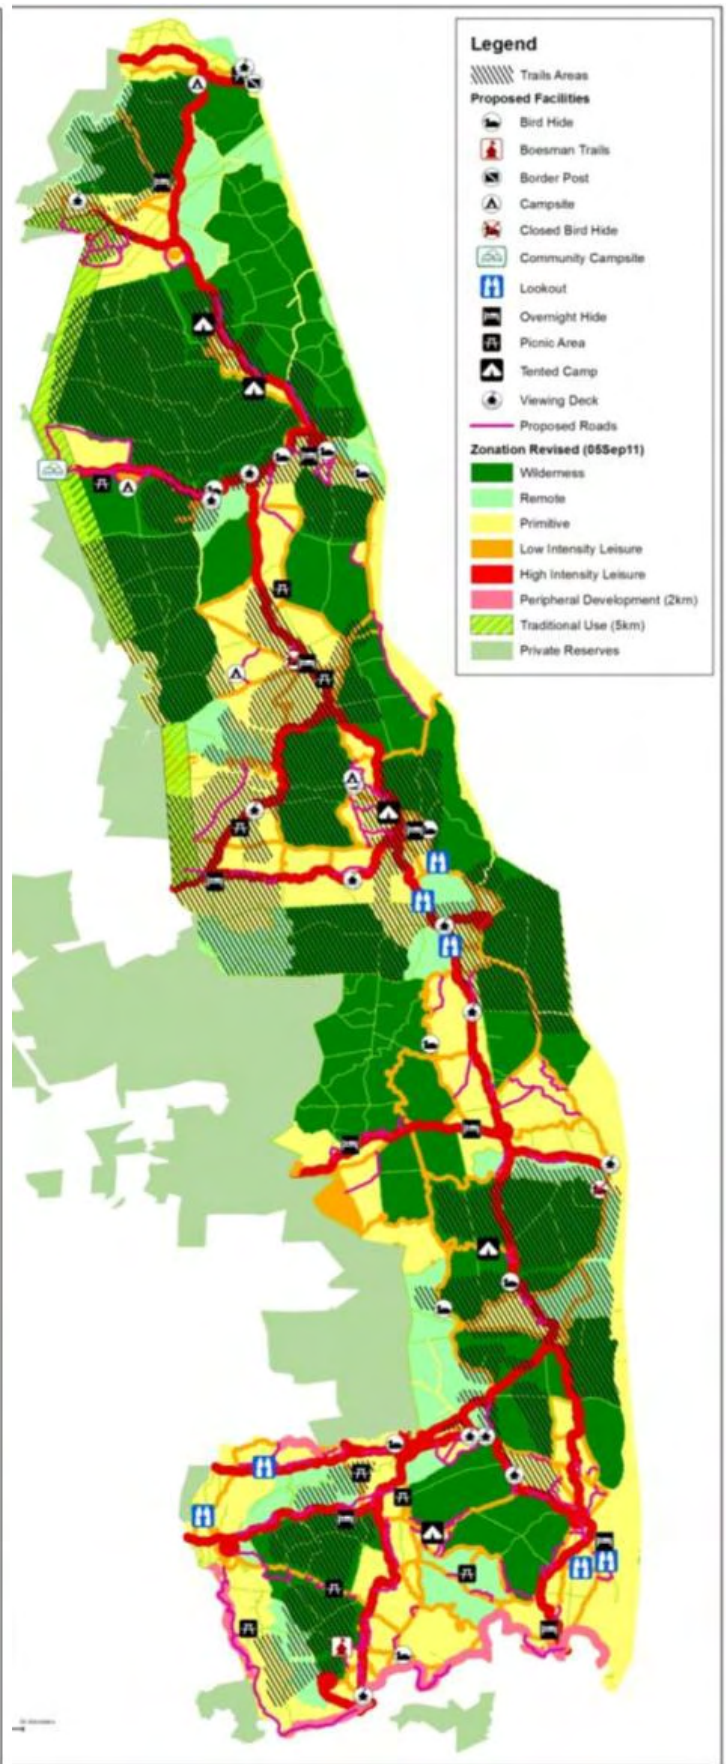 Legend
Trails Areas
Proposed Facilities
Bird Hide
Boesman Trails
Border Post
Campsite
Closed Bird Hide
Community Campsite
Lookout
Overnight Hide
Picnic Area
Tented Camp
Viewing Deck
Proposed Roads
Zonation Revised (05Sep11)
Wilderness
Remote
Primitive
Low Intensity Leisure
High Intensity Leisure
Peripheral Development (2km)
Traditional Use (5km)
Private Reserves